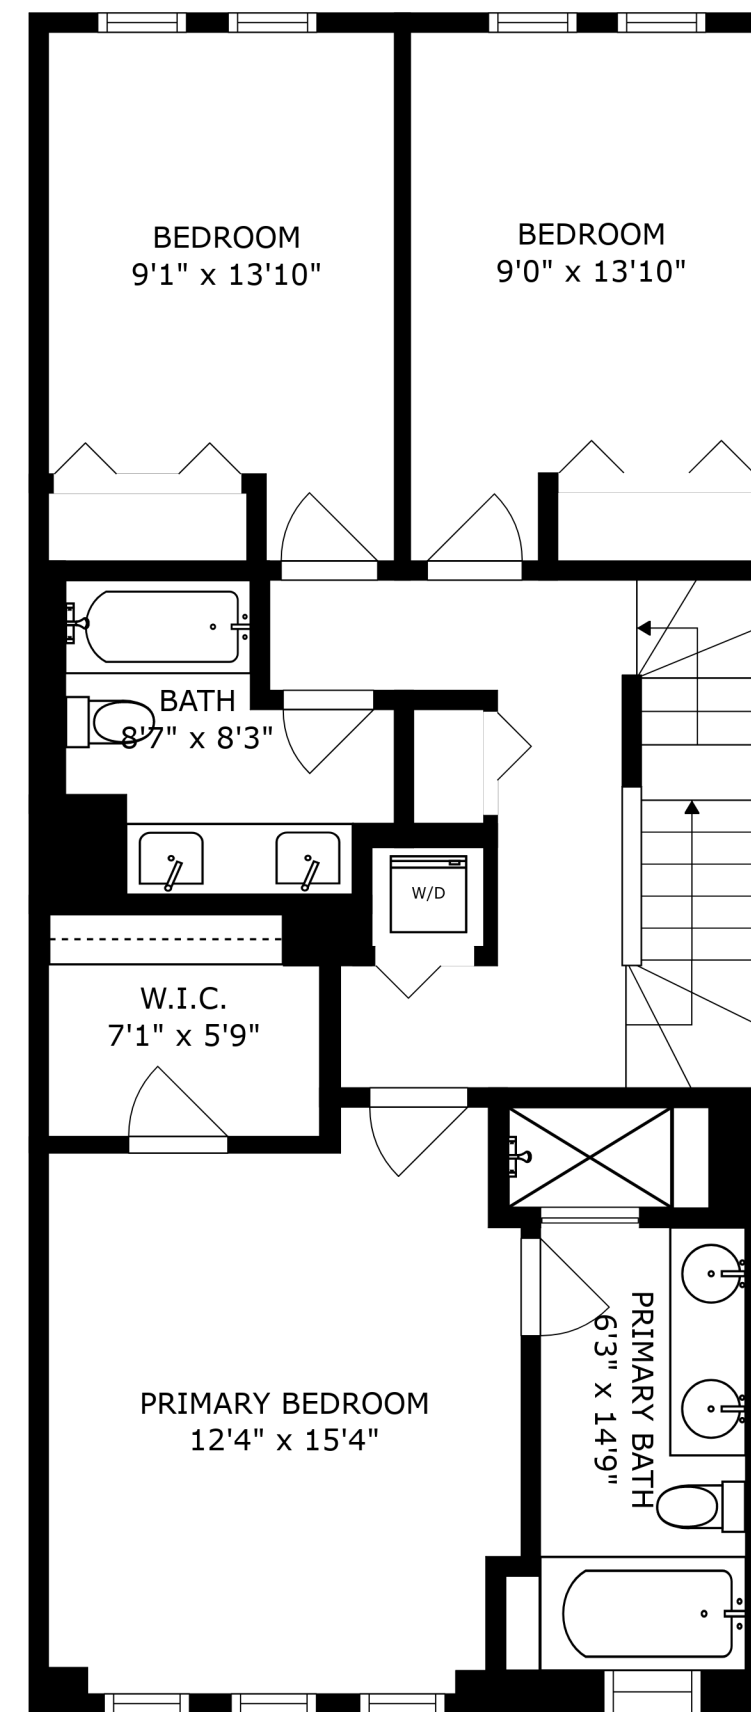 BEDROOM
9'1" x 13'10"
BEDROOM
9'0" x 13'10"
BATH
8'7" x 8'3"
W/D
W.I.C.
7'1" x 5'9"
PRIMARY BEDROOM
12'4" x 15'4"
PRIMARY BATH
6'3" x 14'9"